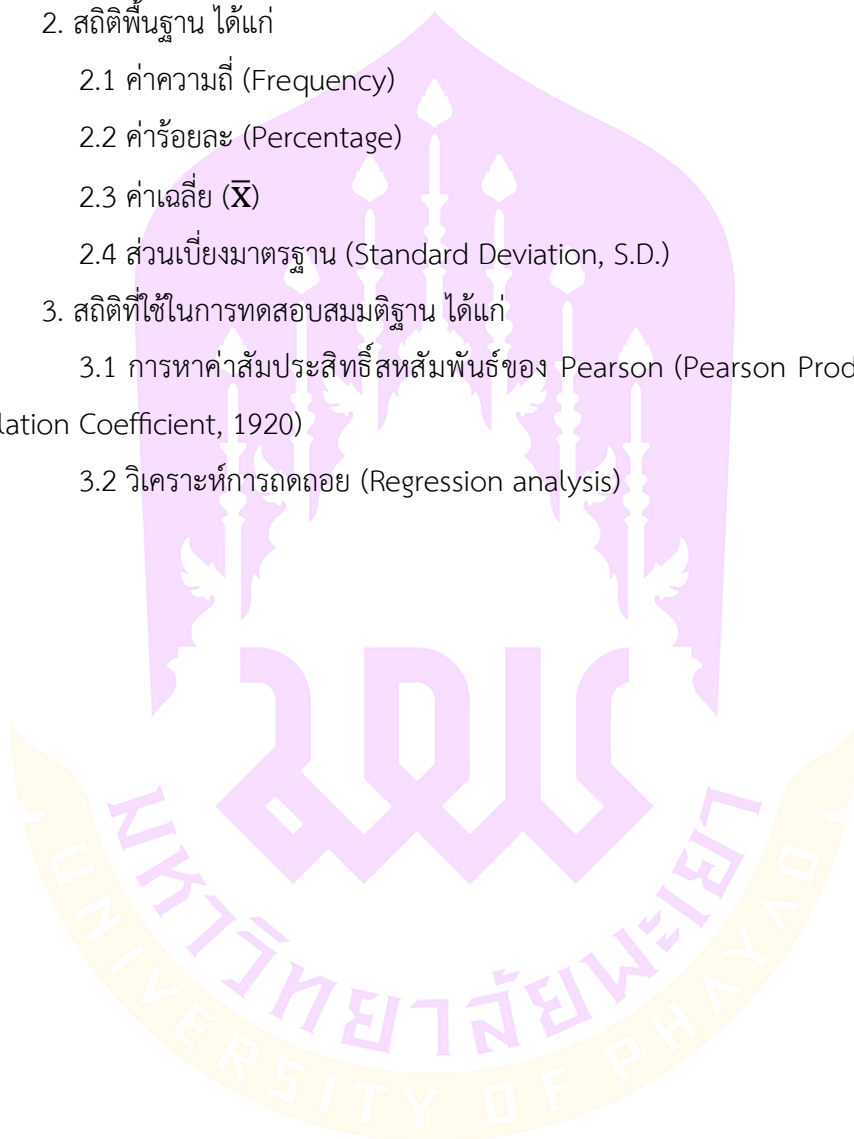 2. สถิติพื้นฐาน ได้แก่
2.1 ค่าความถี่ (Frequency)
2.2 ค่าร้อยละ (Percentage)
2.3 ค่าเฉลี่ย (X̅)
2.4 ส่วนเบี่ยงมาตรฐาน (Standard Deviation, S.D.)
3. สถิติที่ใช้ในการทดสอบสมมติฐาน ได้แก่
3.1 การหาค่าสัมประสิทธิ์สหสัมพันธ์ของ Pearson (Pearson Prod
lation Coefficient, 1920)
3.2 วิเคราะห์การถดถอย (Regression analysis)
มหาวิทยาลัยพะเยา
UNIVERSITY OF PHAYAO